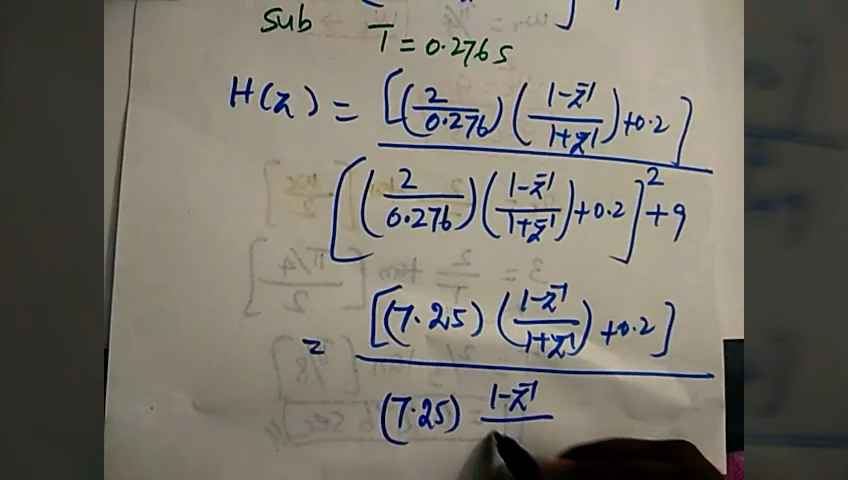 Sub T = 0.276 s
H(z) = [(2/0.276) (1-z⁻¹/1+z⁻¹) +0.2]
[(2/0.276) (1-z⁻¹/1+z⁻¹) +0.2]² +9
= [(7.25) (1-z⁻¹/1+z⁻¹) +0.2]
(7.25) 1-z⁻¹